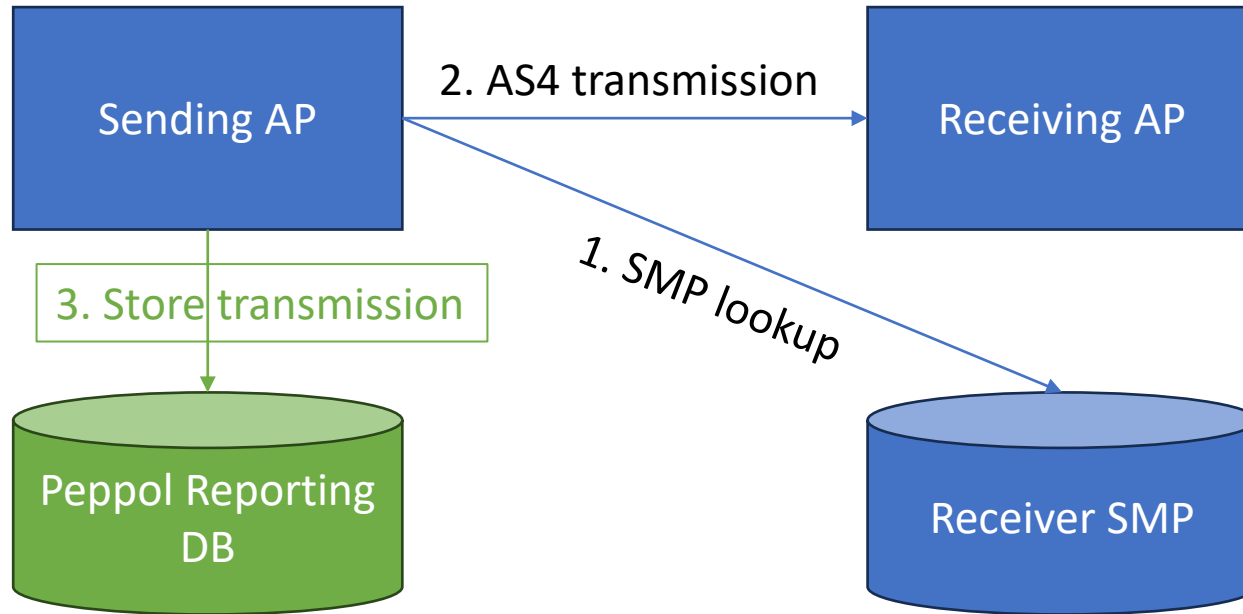 Sending AP
2. AS4 transmission
Receiving AP
1. SMP lookup
3. Store transmission
Peppol Reporting
DB
Receiver SMP